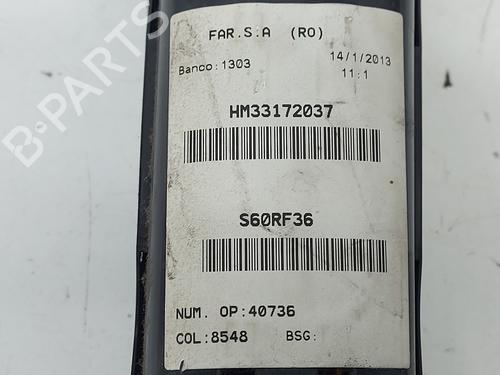 FAR.S.A (RO)
Banco:1303
14/1/2013
11:1
HM33172037
S60RF36
NUM. OP:40736
COL:8548 BSG:
B-PARTS